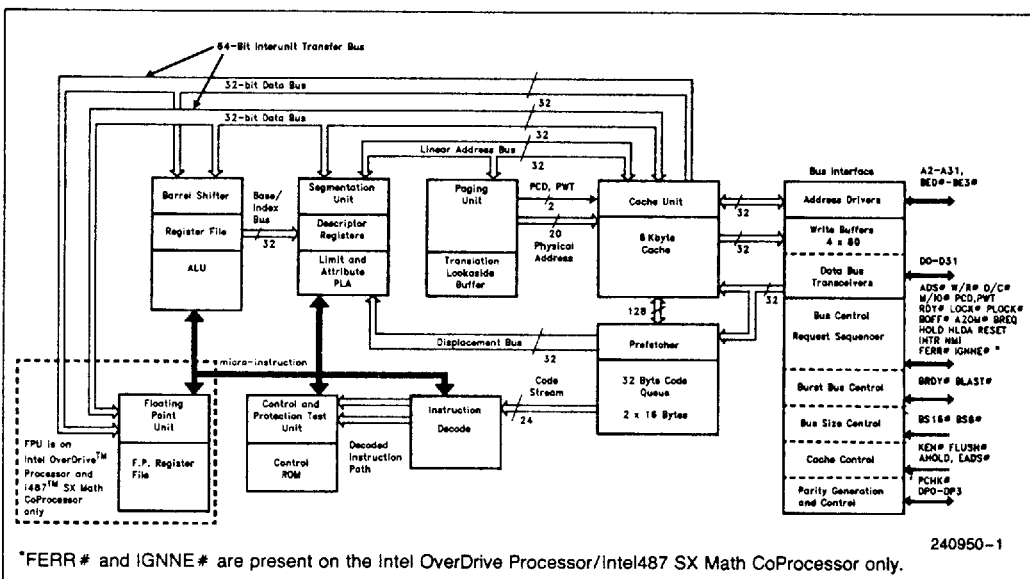 64-Bit Interunit Transfer Bus
32-bit Data Bus
32
32-bit Data Bus
32
32
Linear Address Bus
32
Bus Interface
A2-A31,
BE0#-BE3#
Barrel Shifter
Register File
ALU
Base/
Index
Bus
32
Segmentation
Unit
Descriptor
Registers
Limit and
Attribute
PLA
Paging
Unit
Translation
Lookaside
Buffer
PCD, PWT
2
20
Physical
Address
Cache Unit
8 Kbyte
Cache
32
32
32
Address Drivers
Write Buffers
4 x 80
Data Bus
Transceivers
D0-D31
Bus Control
Request Sequencer
ADS# W/R# D/C#
M/IO# PCD,PWT
RDY# LOCK# PLOCK#
BOFF# A20M# BREQ
HOLD HLDA RESET
INTR NMI
FERR# IGNNE# *
128
Displacement Bus
32
Prefetcher
32 Byte Code
Queue
2 x 16 Bytes
Code
Stream
24
micro-instruction
Floating
Point
Unit
F.P. Register
File
FPU is on
Intel OverDrive™
Processor and
i487™ SX Math
CoProcessor
only
Control and
Protection Test
Unit
Control
ROM
Decoded
Instruction
Path
Instruction
Decode
Burst Bus Control
BRDY# BLAST#
Bus Size Control
BS16# BS8#
Cache Control
KEN# FLUSH#
AHOLD, EADS#
Parity Generation
and Control
PCHK#
DP0-DP3
240950-1
*FERR# and IGNNE# are present on the Intel OverDrive Processor/Intel487 SX Math CoProcessor only.